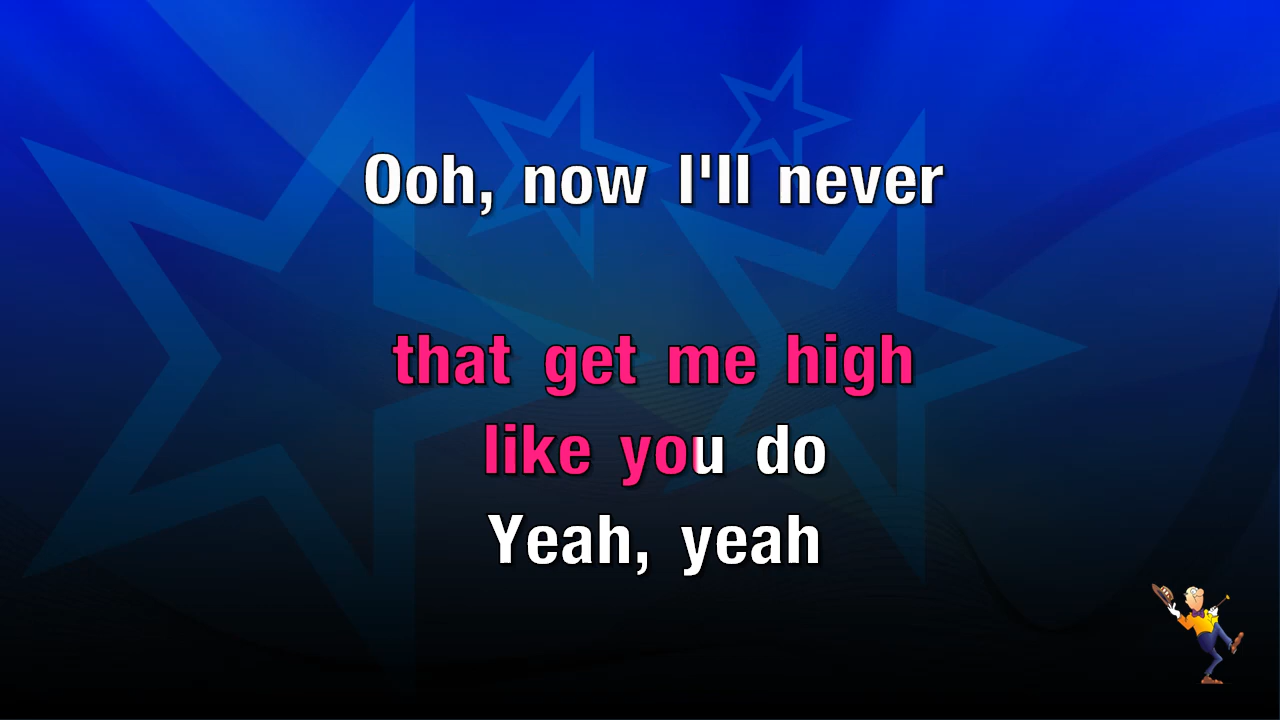 Ooh, now I'll never
that get me high
like you do
Yeah, yeah